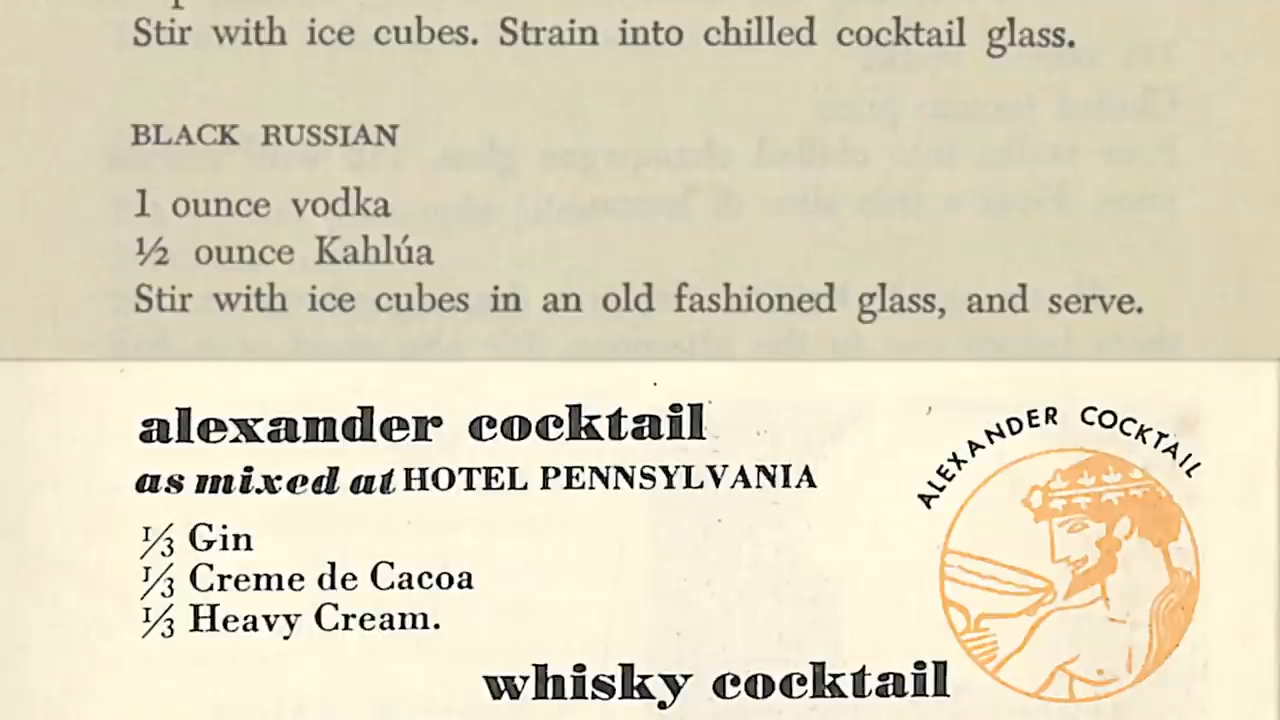 Stir with ice cubes. Strain into chilled cocktail glass.
BLACK RUSSIAN
1 ounce vodka
½ ounce Kahlúa
Stir with ice cubes in an old fashioned glass, and serve.
alexander cocktail
as mixed at HOTEL PENNSYLVANIA
⅓ Gin
⅓ Creme de Cacoa
⅓ Heavy Cream.
ALEXANDER COCKTAIL
whisky cocktail